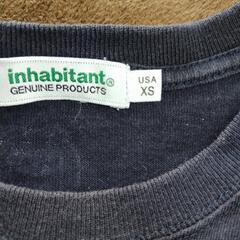 inhabitant®
GENUINE PRODUCTS
USA
XS